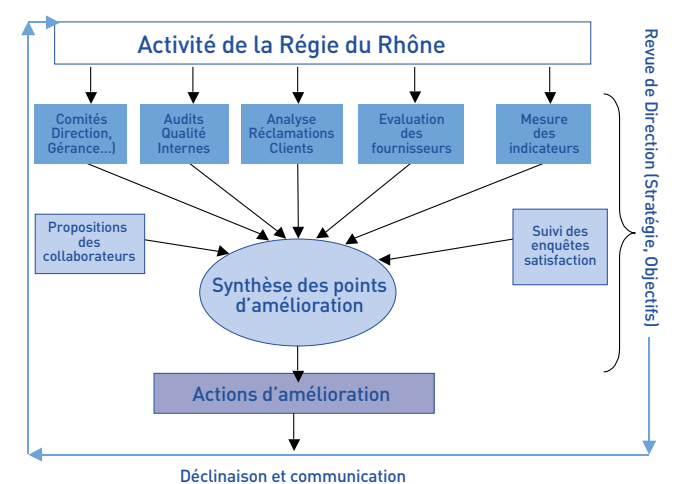 Activité de la Régie du Rhône
Comités
Direction,
Gérance...)
Audits
Qualité
Internes
Analyse
Réclamations
Clients
Evaluation
des
fournisseurs
Mesure
des
indicateurs
Propositions
des
collaborateurs
Suivi des
enquêtes
satisfaction
Synthèse des points
d'amélioration
Actions d'amélioration
Déclinaison et communication
Revue de Direction (Stratégie, Objectifs)